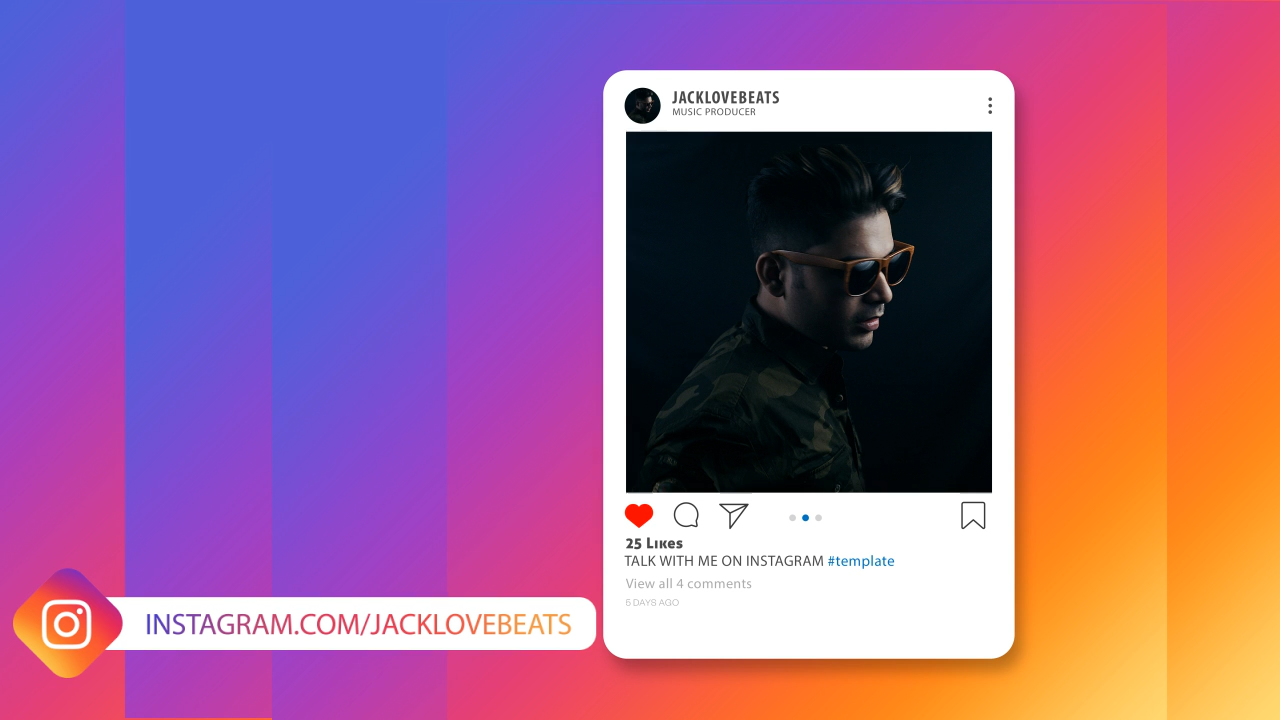 JACKLOVEBEATS
MUSIC PRODUCER
25 Likes
TALK WITH ME ON INSTAGRAM #template
View all 4 comments
5 DAYS AGO
INSTAGRAM.COM/JACKLOVEBEATS